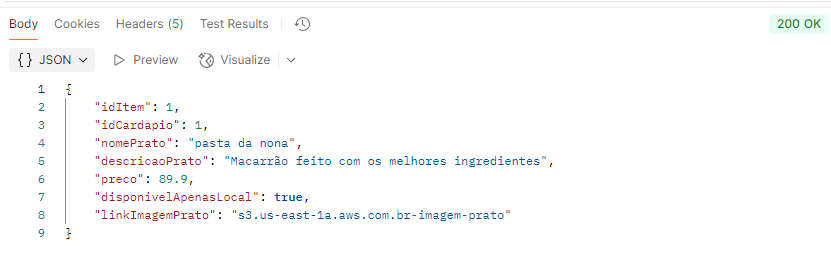 Body Cookies Headers (5) Test Results 200 OK
{} JSON Preview Visualize
1 {
2 "idItem": 1,
3 "idCardapio": 1,
4 "nomePrato": "pasta da nona",
5 "descricaoPrato": "Macarrão feito com os melhores ingredientes",
6 "preco": 89.9,
7 "disponivelApenasLocal": true,
8 "linkImagemPrato": "s3.us-east-1a.aws.com.br-imagem-prato"
9 }